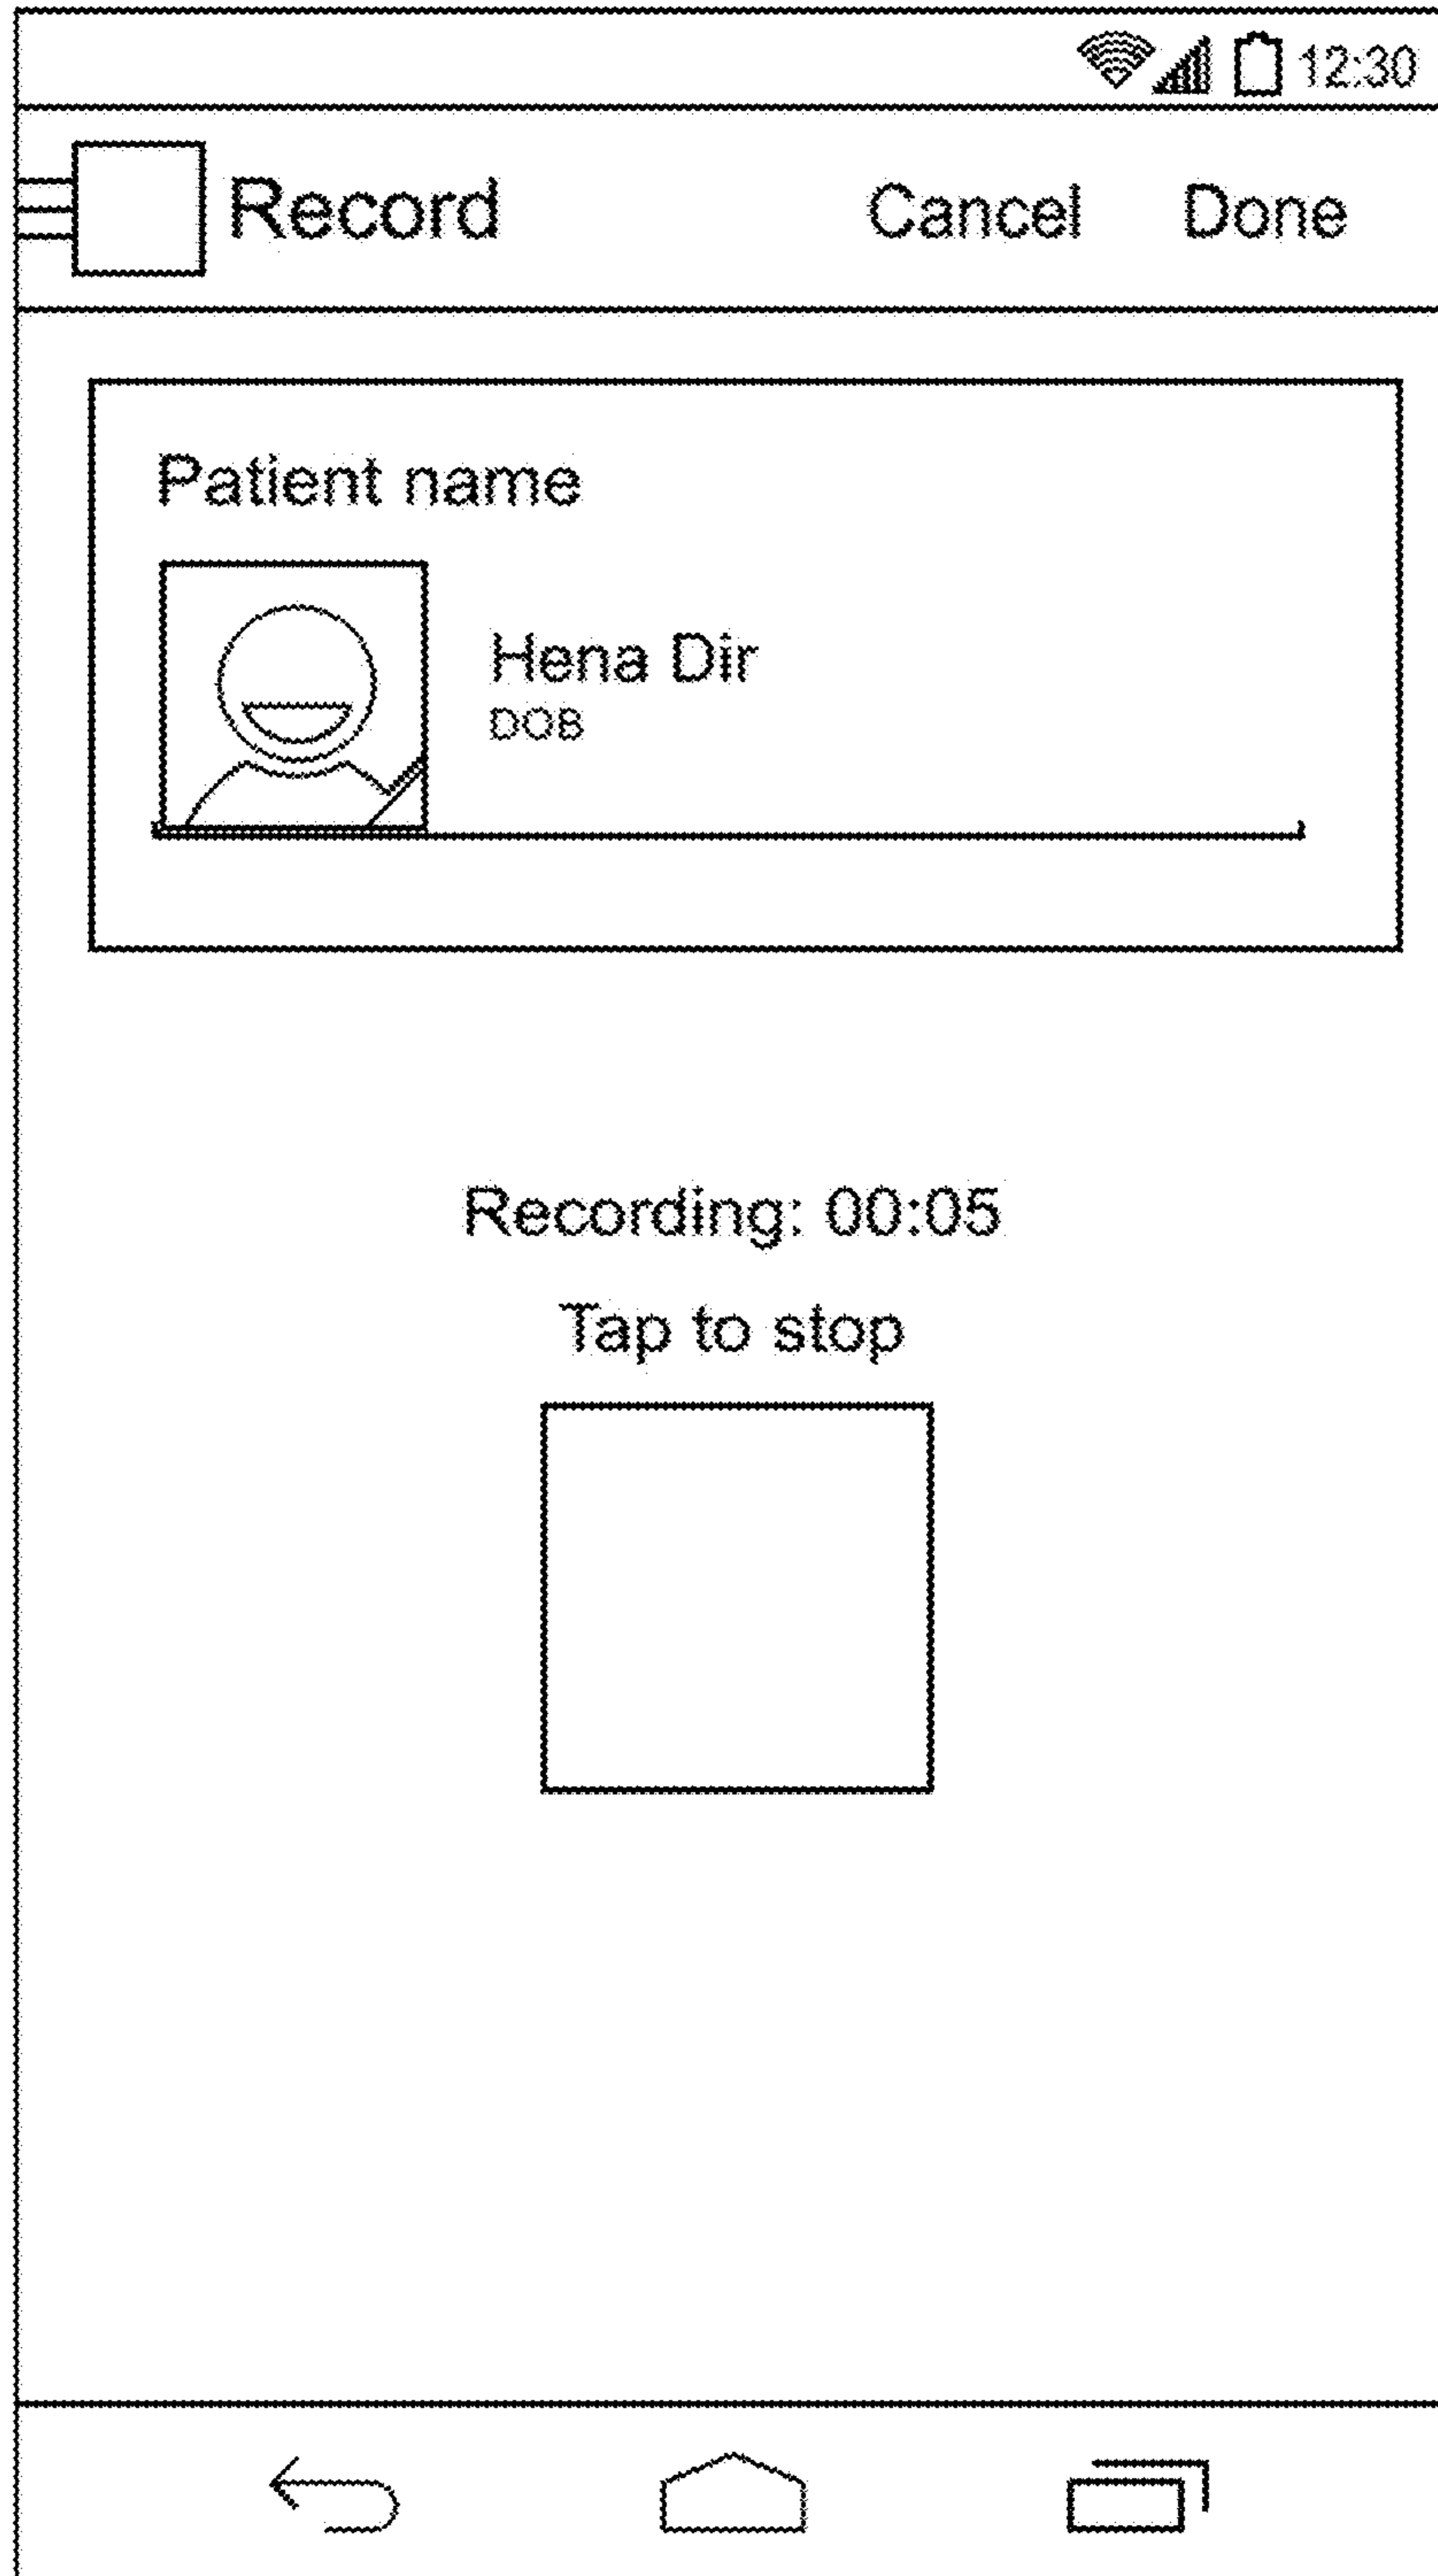 12:30
Record Cancel Done
Patient name
Hena Dir
DOB
Recording: 00:05
Tap to stop